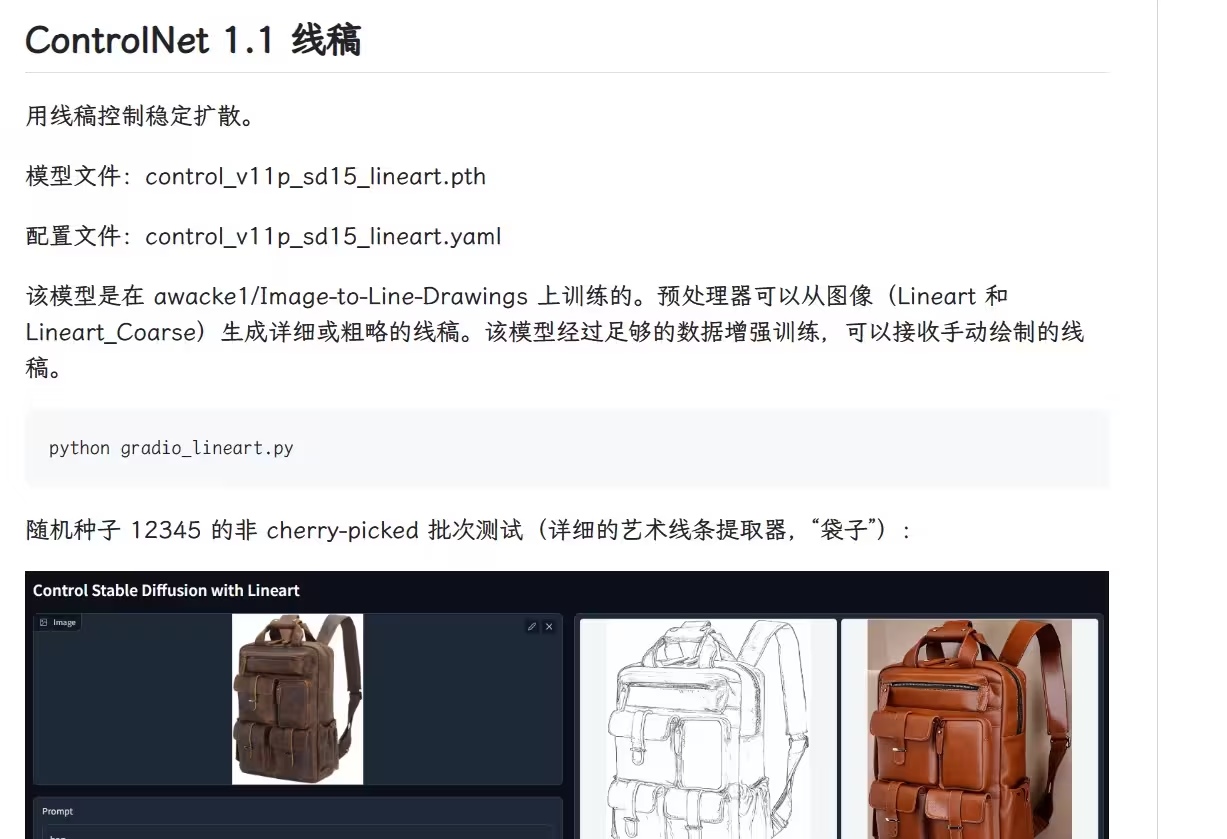 ControlNet 1.1 线稿
用线稿控制稳定扩散。
模型文件：control_v11p_sd15_lineart.pth
配置文件：control_v11p_sd15_lineart.yaml
该模型是在 awacke1/Image-to-Line-Drawings 上训练的。预处理器可以从图像（Lineart 和
Lineart_Coarse）生成详细或粗略的线稿。该模型经过足够的数据增强训练，可以接收手动绘制的线
稿。
python gradio_lineart.py
随机种子 12345 的非 cherry-picked 批次测试（详细的艺术线条提取器，“袋子”）:
Control Stable Diffusion with Lineart
Image
Prompt